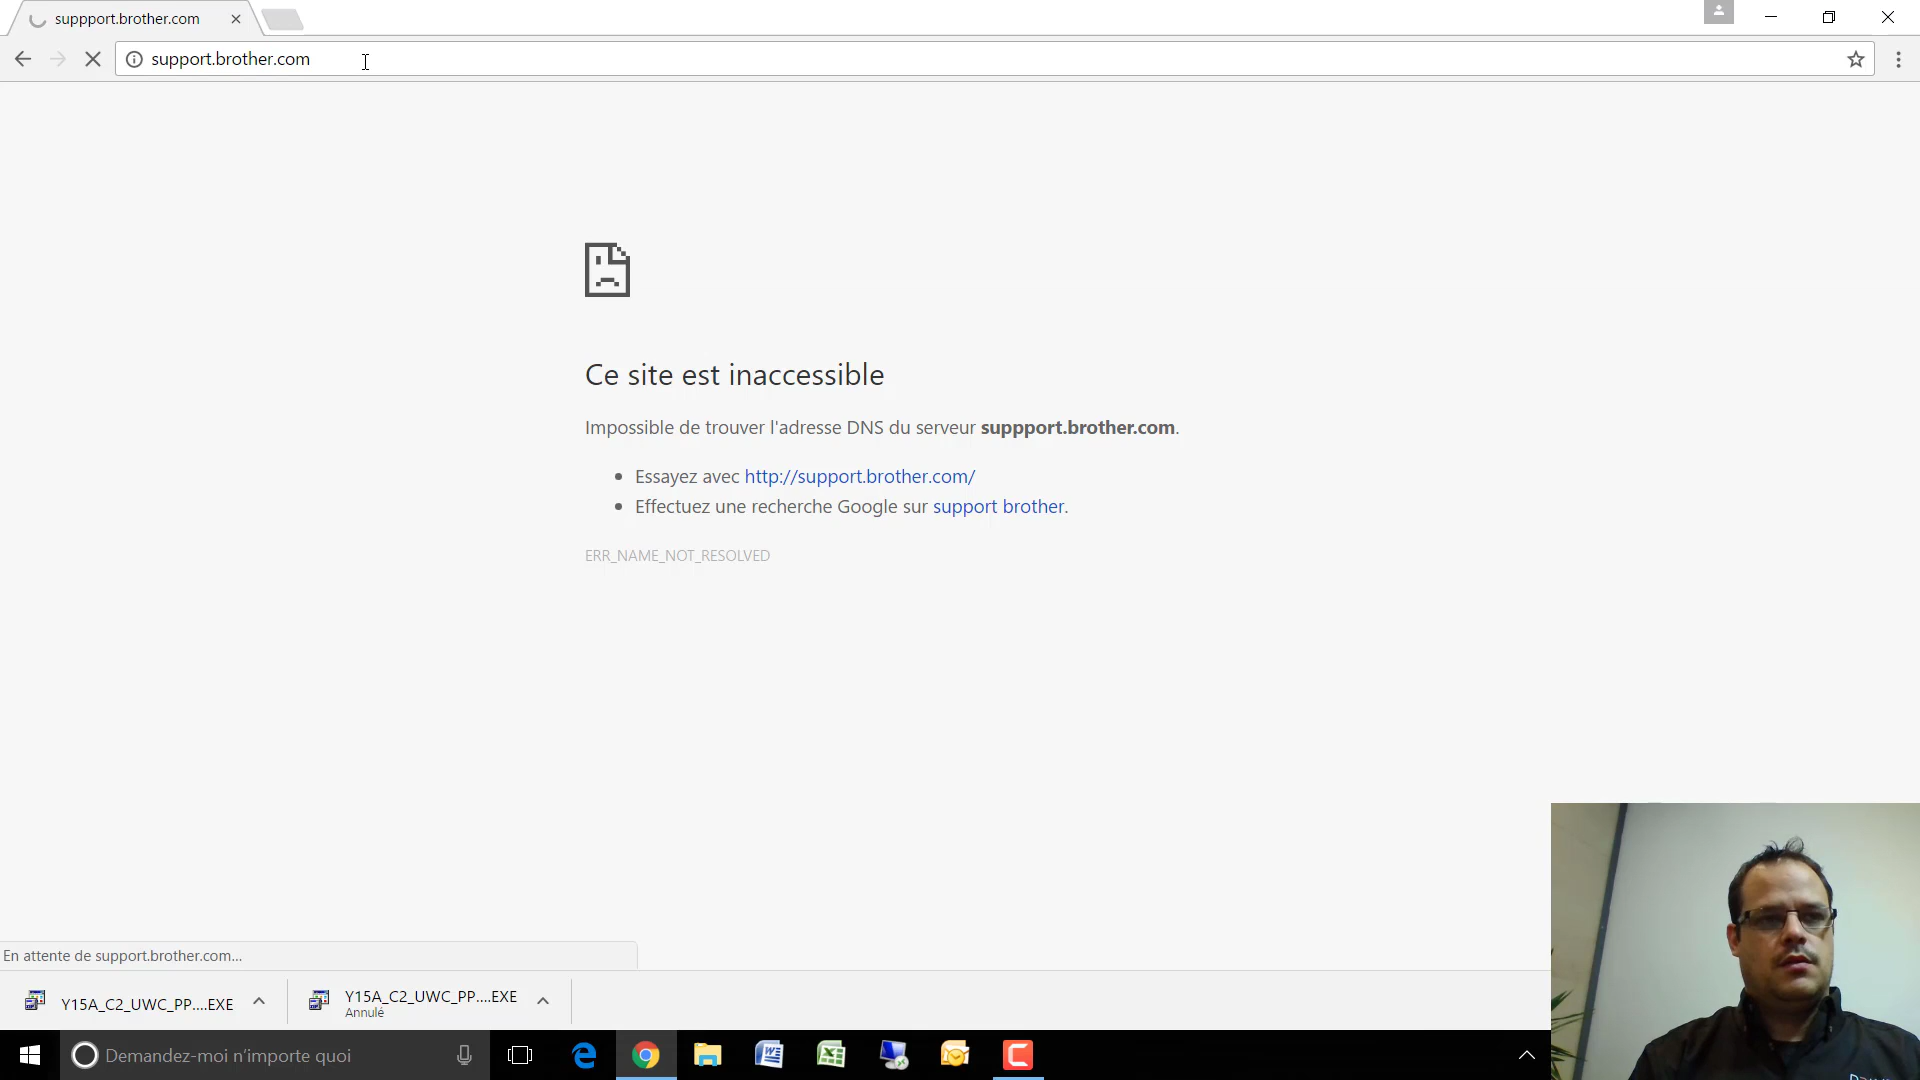 suppport.brother.com
support.brother.com
Ce site est inaccessible
Impossible de trouver l'adresse DNS du serveur suppport.brother.com.
Essayez avec http://support.brother.com/
Effectuez une recherche Google sur support brother.
ERR_NAME_NOT_RESOLVED
En attente de support.brother.com...
Y15A_C2_UWC_PP....EXE
Y15A_C2_UWC_PP....EXE
Annulé
Demandez-moi n'importe quoi